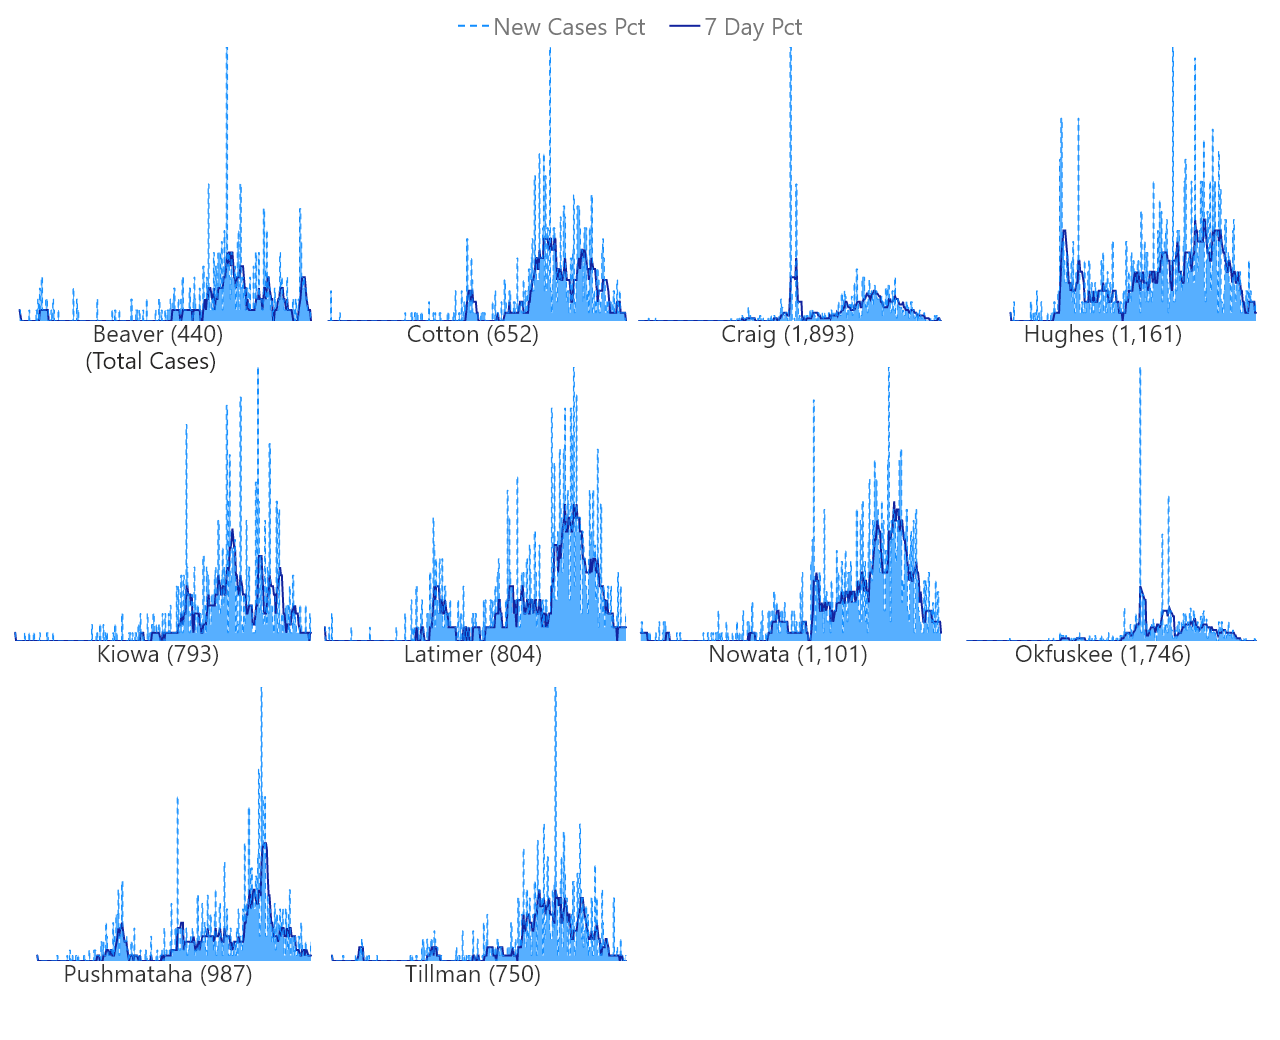 New Cases Pct 7 Day Pct
Beaver (440) Cotton (652) Craig (1,893) Hughes (1,161)
(Total Cases)
Kiowa (793) Latimer (804) Nowata (1,101) Okfuskee (1,746)
Pushmataha (987) Tillman (750)